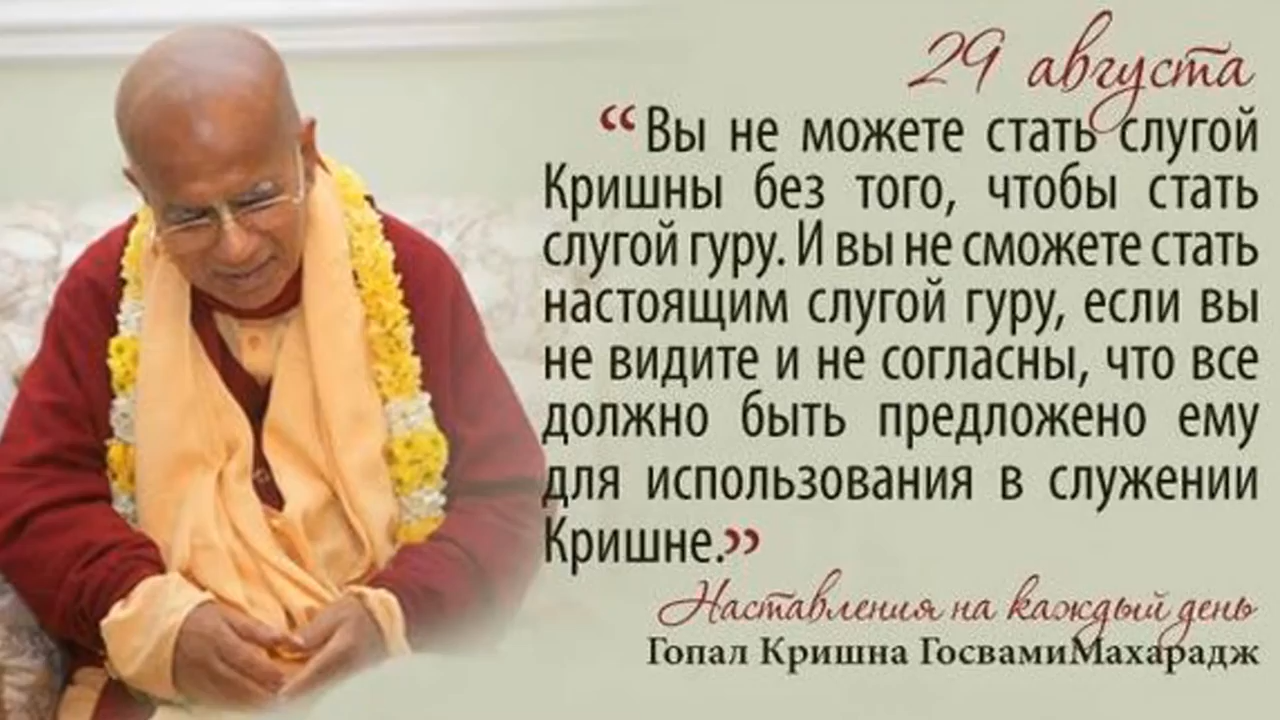 29 августа
“Вы не можете стать слугой
Кришны без того, чтобы стать
слугой гуру. И вы не сможете стать
настоящим слугой гуру, если вы
не видите и не согласны, что все
должно быть предложено ему
для использования в служении
Кришне.”
Наставления на каждый день
Гопал Кришна ГосвамиМахарадж